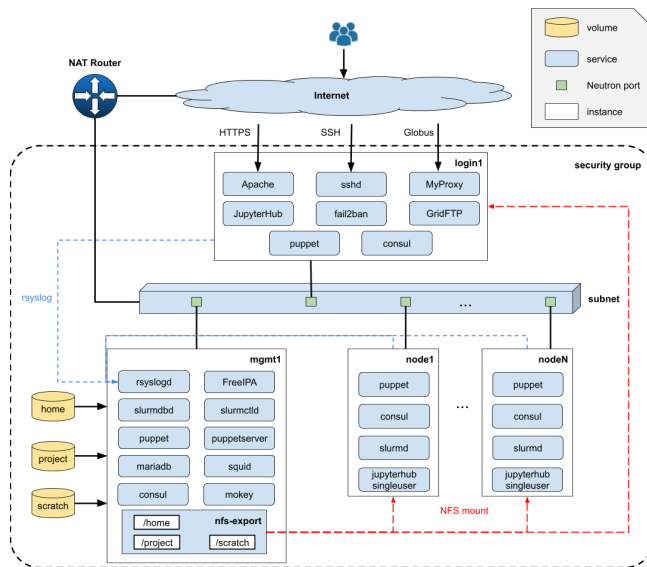 volume
service
Neutron port
instance
NAT Router
Internet
HTTPS
SSH
Globus
login1
security group
Apache
sshd
MyProxy
JupyterHub
fail2ban
GridFTP
puppet
consul
rsyslog
...
subnet
mgmt1
node1
nodeN
rsyslogd
FreeIPA
slurmdbd
slurmctld
puppet
puppetserver
mariadb
squid
consul
mokey
nfs-export
/home
/project
/scratch
home
project
scratch
puppet
consul
slurmd
jupyterhub
singleuser
...
puppet
consul
slurmd
jupyterhub
singleuser
NFS mount